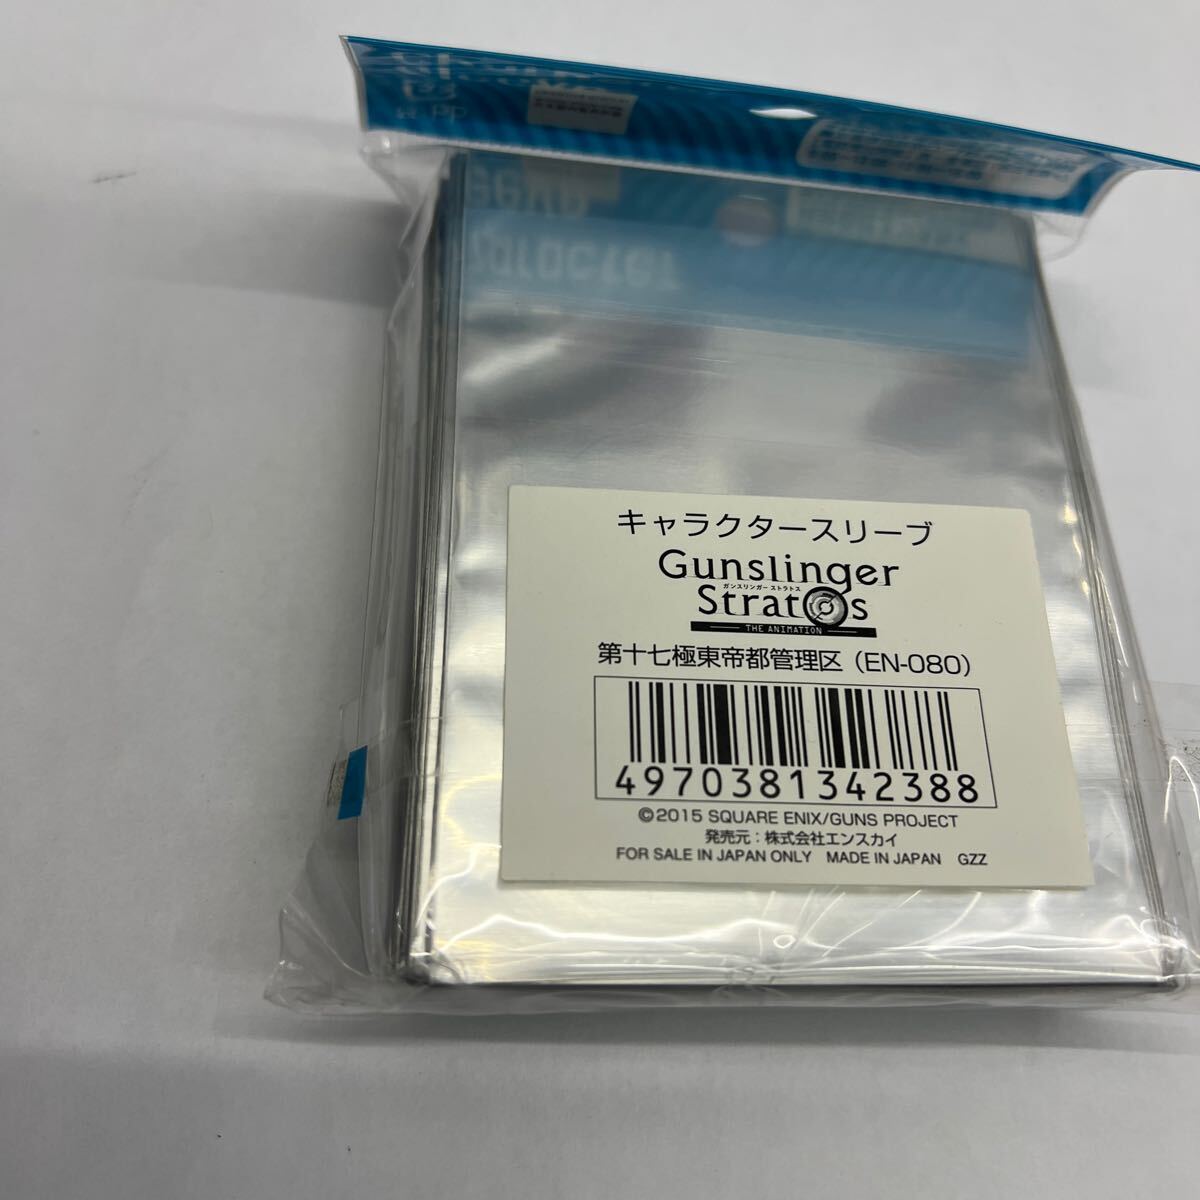 キャラクタースリーブ
Gunslinger
ガンスリンガー ストラトス
Stratos
THE ANIMATION
第十七極東帝都管理区（EN-080）
4970381342388
©2015 SQUARE ENIX/GUNS PROJECT
発売元：株式会社エンスカイ
FOR SALE IN JAPAN ONLY MADE IN JAPAN GZZ